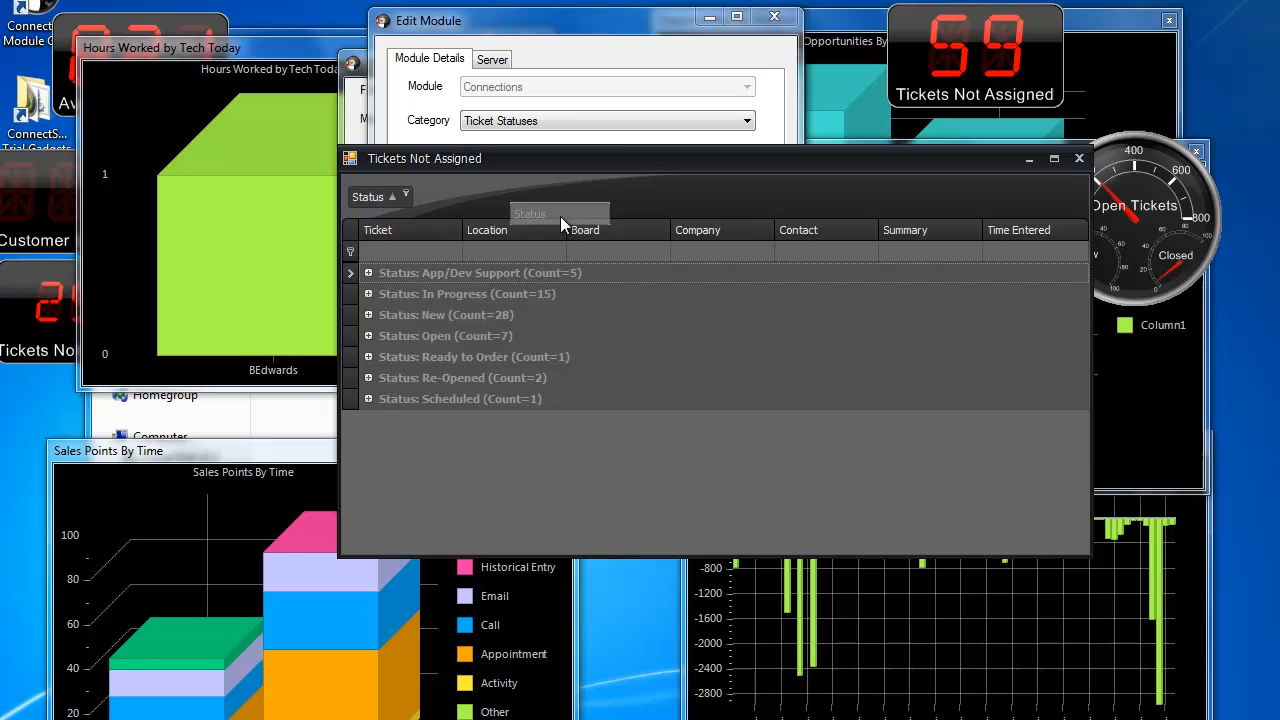 Connect
Module C
Av
ConnectS...
Trial Gadgets
Customer
Tickets No
Hours Worked by Tech Today
Hours Worked by Tech Toda
1
0
BEdwards
Edit Module
Module Details
Server
Module
Connections
Category
Ticket Statuses
Opportunities By
59
Tickets Not Assigned
400
600
800
Open Tickets
Closed
100
100
0
Column1
Tickets Not Assigned
Status
Status
Ticket
Location
Board
Company
Contact
Summary
Time Entered
Status: App/Dev Support (Count=5)
Status: In Progress (Count=15)
Status: New (Count=28)
Status: Open (Count=7)
Status: Ready to Order (Count=1)
Status: Re-Opened (Count=2)
Status: Scheduled (Count=1)
Homegroup
Computer
Sales Points By Time
Sales Points By Time
100
80
60
40
20
Historical Entry
Email
Call
Appointment
Activity
Other
-800
-1200
-1600
-2000
-2400
-2800